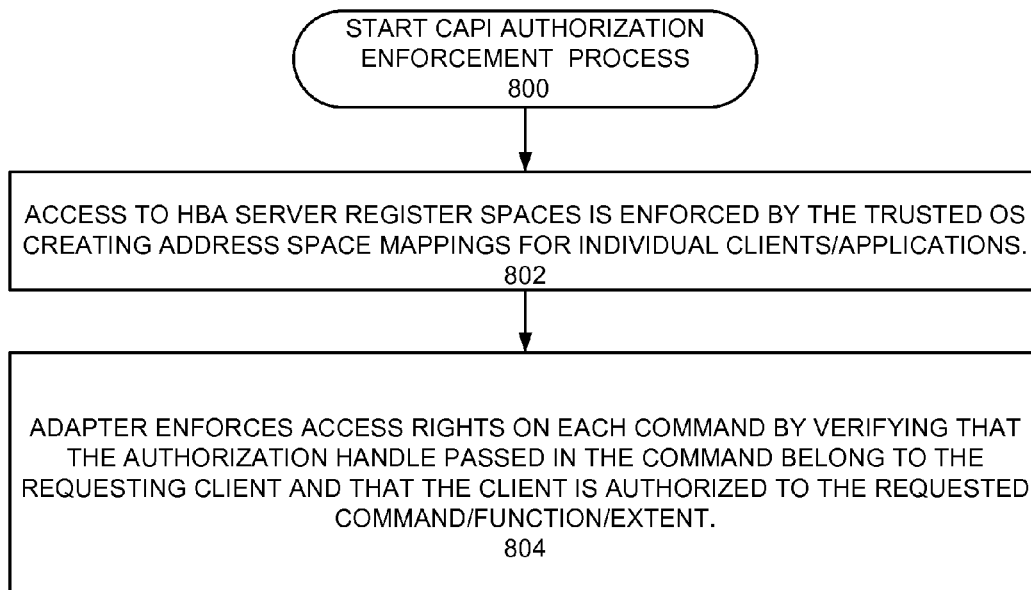 START CAPI AUTHORIZATION
ENFORCEMENT PROCESS
800
ACCESS TO HBA SERVER REGISTER SPACES IS ENFORCED BY THE TRUSTED OS
CREATING ADDRESS SPACE MAPPINGS FOR INDIVIDUAL CLIENTS/APPLICATIONS.
802
ADAPTER ENFORCES ACCESS RIGHTS ON EACH COMMAND BY VERIFYING THAT
THE AUTHORIZATION HANDLE PASSED IN THE COMMAND BELONG TO THE
REQUESTING CLIENT AND THAT THE CLIENT IS AUTHORIZED TO THE REQUESTED
COMMAND/FUNCTION/EXTENT.
804